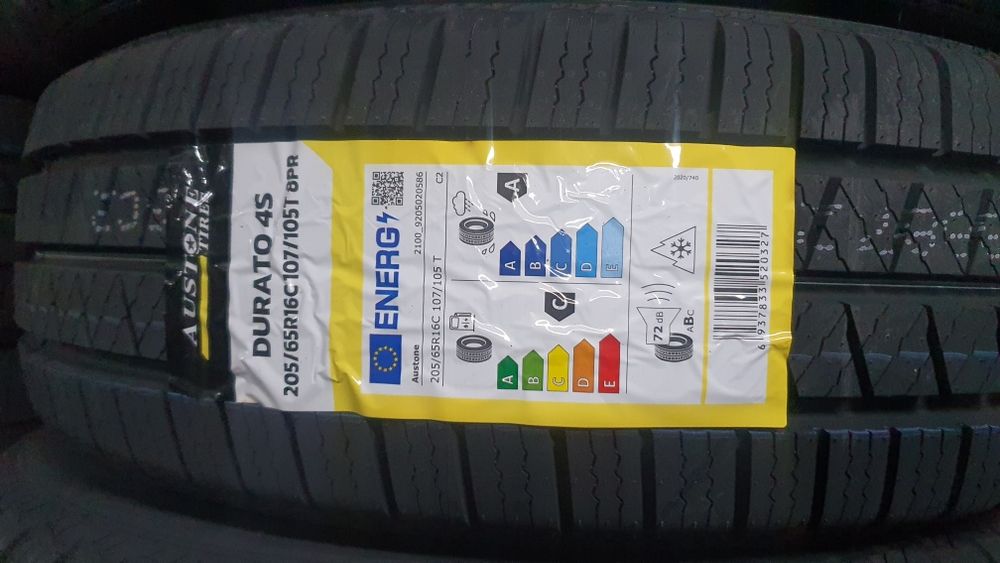 AUSTONE
TIRES
DURATO 4S
205/65R16C 107/105T 8PR
ENERG
Austone
2100_9205020586
205/65R16C 107/105 T
C2
C
A
B
C
D
E
A
A
B
C
D
E
72 dB
ABC
2020/740
6 937833 520327